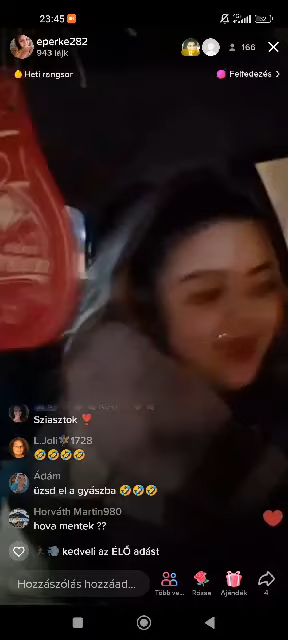 23:45
eperke282
943 lájk
166
Heti rangsor
Felfedezés
Sziasztok
L.Joli 1728
🤣🤣🤣🤣
Ádám
üzsd el a gyászba 🤣🤣🤣
Horváth Martin980
hova mentek ??
kedveli az ÉLŐ adást
Hozzászólás hozzáad...
Több ve...
Rózse
Ajándék
4